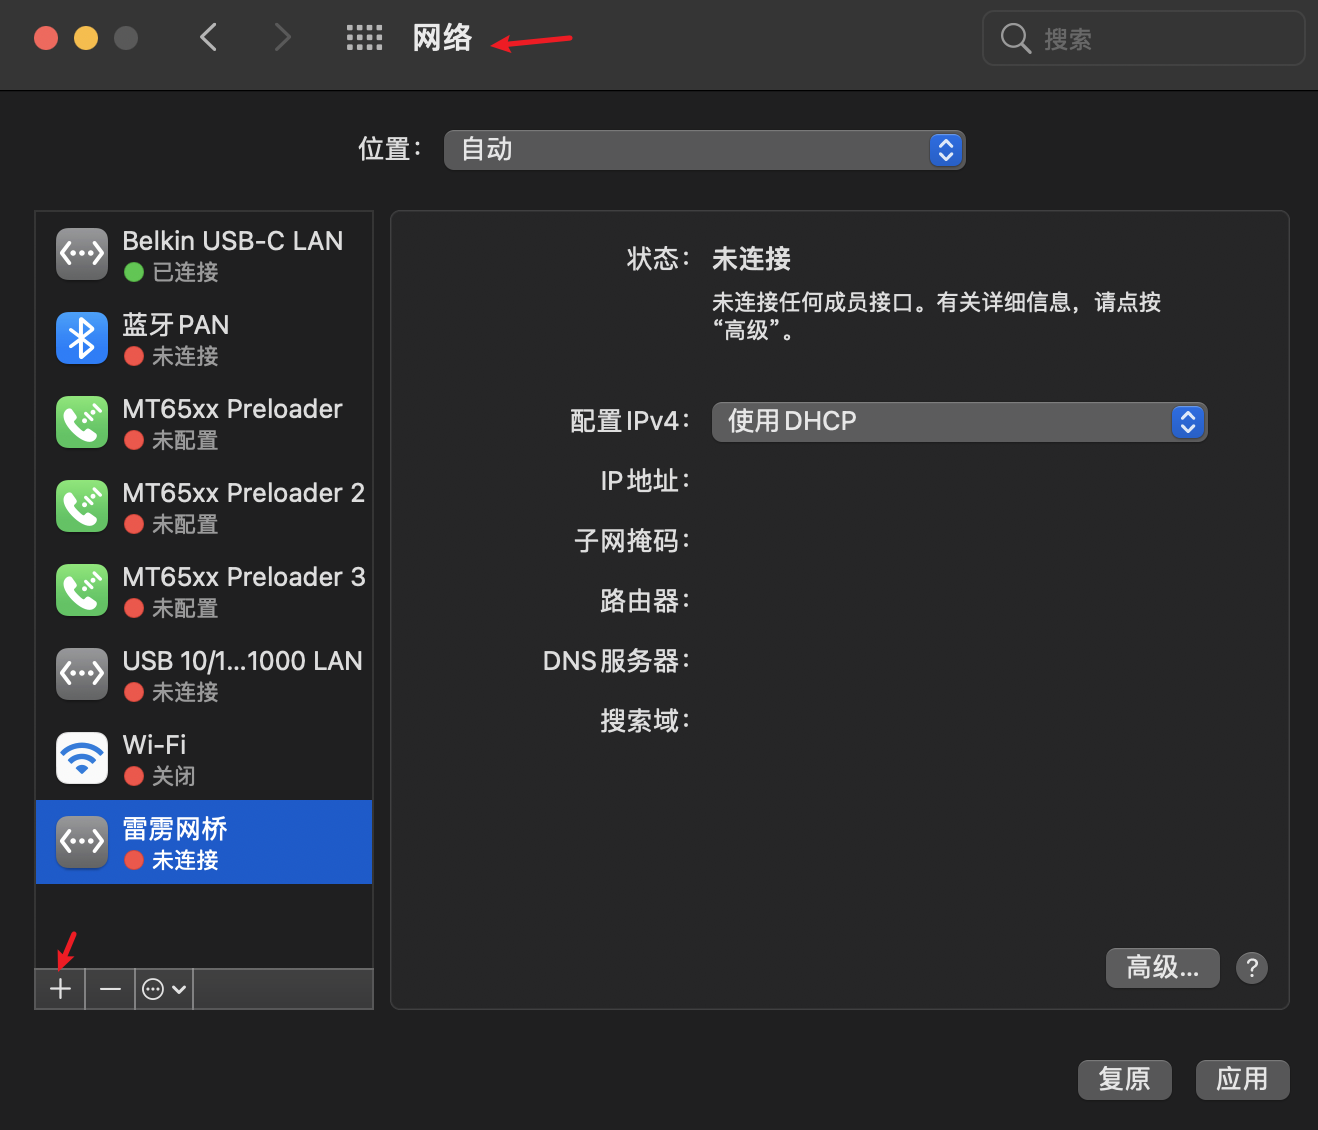 网络
搜索
位置：
自动
Belkin USB-C LAN
已连接
蓝牙 PAN
未连接
MT65xx Preloader
未配置
MT65xx Preloader 2
未配置
MT65xx Preloader 3
未配置
USB 10/1...1000 LAN
未连接
Wi-Fi
关闭
雷雳网桥
未连接
状态：
未连接
未连接任何成员接口。有关详细信息，请点按
“高级”。
配置 IPv4：
使用 DHCP
IP 地址：
子网掩码：
路由器：
DNS 服务器：
搜索域：
高级...
?
复原
应用